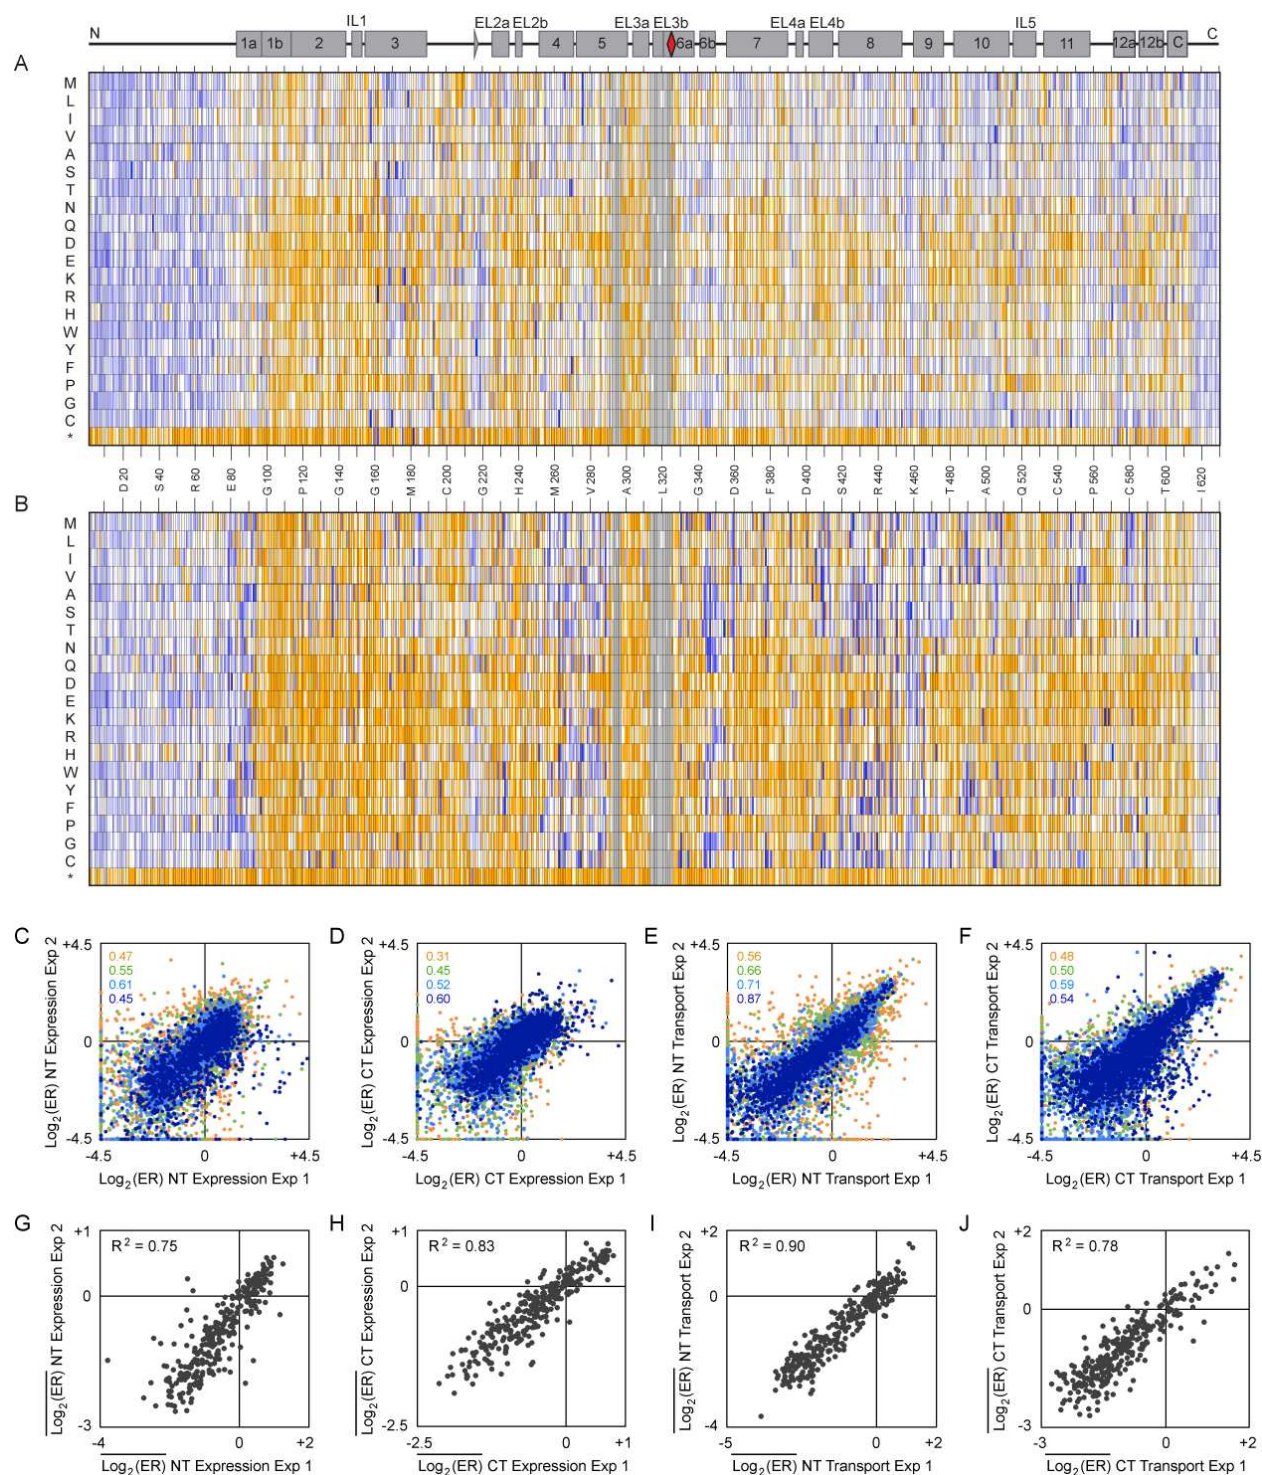 IL1 EL2a EL2b EL3a EL3b EL4a EL4b IL5
N 1a 1b 2 3 4 5 6a 6b 7 8 9 10 11 12a 12b C C
A
M
L
I
V
A
S
T
N
Q
D
E
K
R
H
W
Y
F
P
G
C
*
D 20 S 40 R 60 E 80 G 100 P 120 G 140 G 160 M 180 C 200 G 220 H 240 M 260 V 280 A 300 L 320 G 340 D 360 F 380 D 400 S 420 R 440 K 460 T 480 A 500 Q 520 C 540 P 560 C 580 T 600 I 620
B
M
L
I
V
A
S
T
N
Q
D
E
K
R
H
W
Y
F
P
G
C
*
C
Log2(ER) NT Expression Exp 2
+4.5
0
-4.5
0.47
0.55
0.61
0.45
-4.5 0 +4.5
Log2(ER) NT Expression Exp 1
D
Log2(ER) CT Expression Exp 2
+4.5
0
-4.5
0.31
0.45
0.52
0.60
-4.5 0 +4.5
Log2(ER) CT Expression Exp 1
E
Log2(ER) NT Transport Exp 2
+4.5
0
-4.5
0.56
0.66
0.71
0.87
-4.5 0 +4.5
Log2(ER) NT Transport Exp 1
F
Log2(ER) CT Transport Exp 2
+4.5
0
-4.5
0.48
0.50
0.59
0.54
-4.5 0 +4.5
Log2(ER) CT Transport Exp 1
G
Log2(ER) NT Expression Exp 2
+1
0
-3
R2 = 0.75
-4 0 +2
Log2(ER) NT Expression Exp 1
H
Log2(ER) CT Expression Exp 2
+1
0
-2.5
R2 = 0.83
-2.5 0 +1
Log2(ER) CT Expression Exp 1
I
Log2(ER) NT Transport Exp 2
+2
0
-4
R2 = 0.90
-5 0 +2
Log2(ER) NT Transport Exp 1
J
Log2(ER) CT Transport Exp 2
+2
0
-3
R2 = 0.78
-3 0 +2
Log2(ER) CT Transport Exp 1